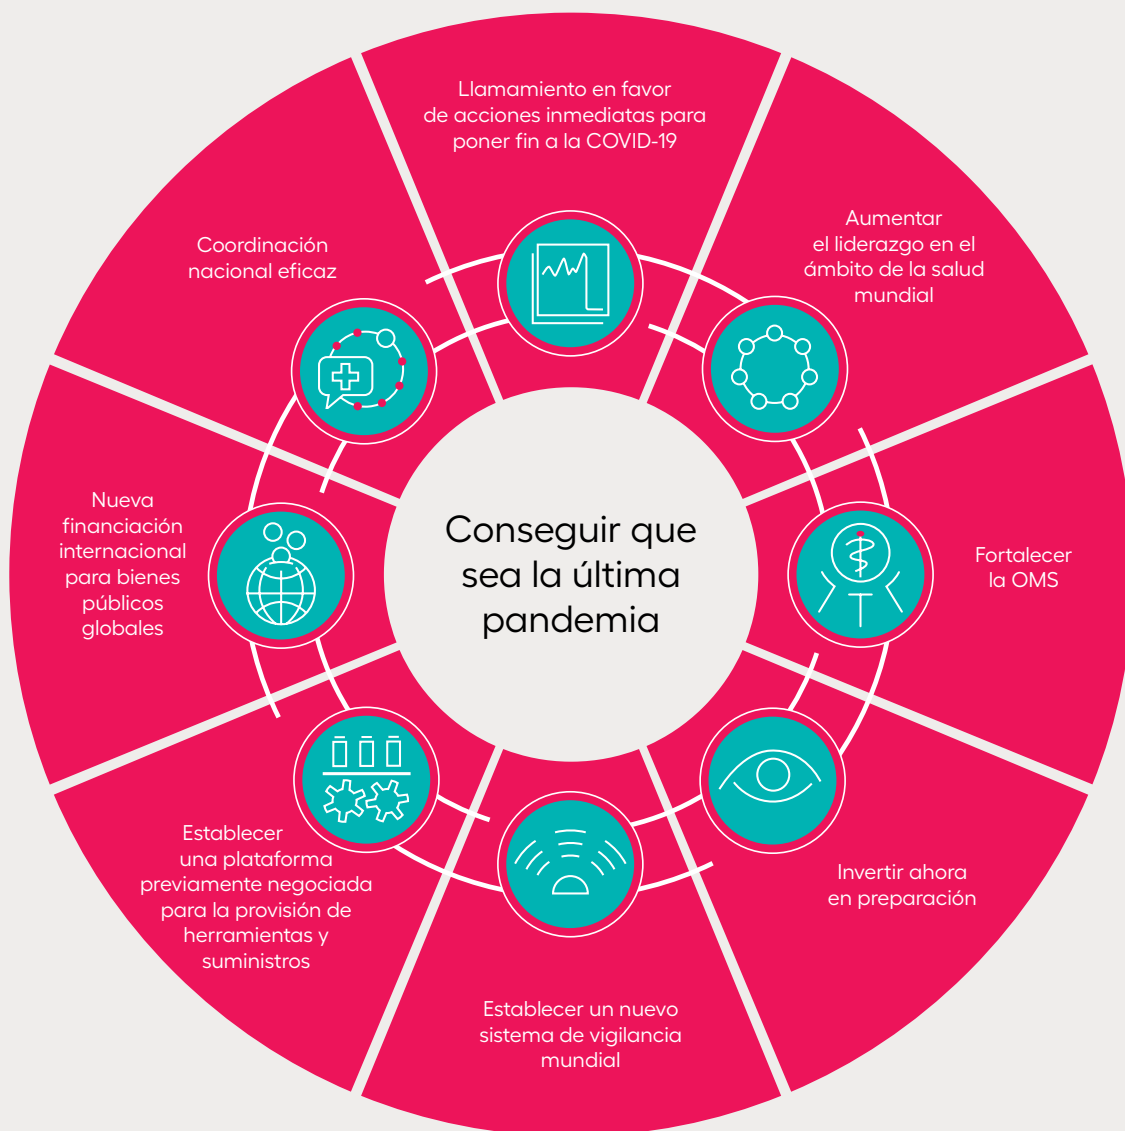 Llamamiento en favor
de acciones inmediatas para
poner fin a la COVID-19
Aumentar
el liderazgo en el
ámbito de la salud
mundial
Fortalecer
la OMS
Invertir ahora
en preparación
Establecer un nuevo
sistema de vigilancia
mundial
Establecer
una plataforma
previamente negociada
para la provisión de
herramientas y
suministros
Nueva
financiación
internacional
para bienes
públicos
globales
Coordinación
nacional eficaz
Conseguir que
sea la última
pandemia